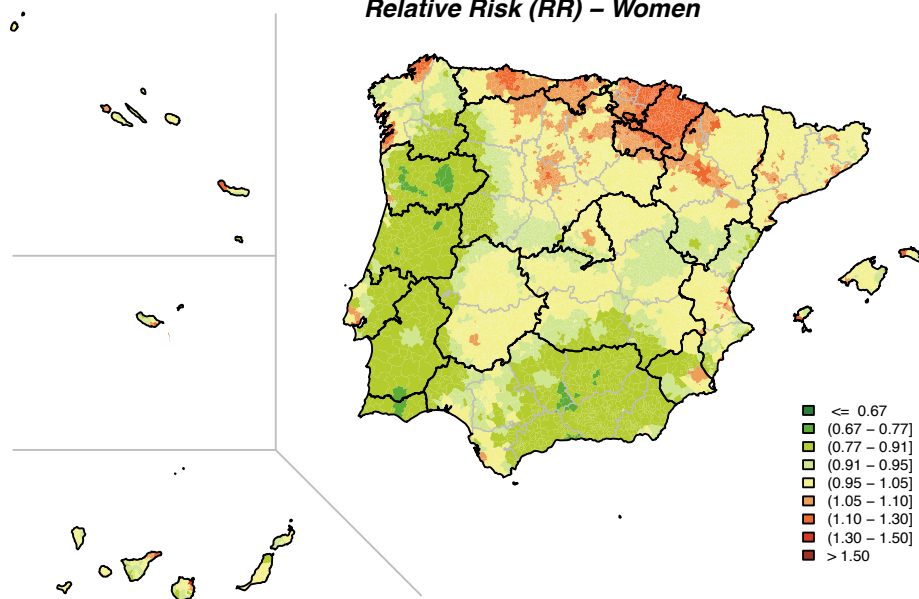 Relative Risk (RR) – Women
<= 0.67
(0.67 – 0.77]
(0.77 – 0.91]
(0.91 – 0.95]
(0.95 – 1.05]
(1.05 – 1.10]
(1.10 – 1.30]
(1.30 – 1.50]
> 1.50